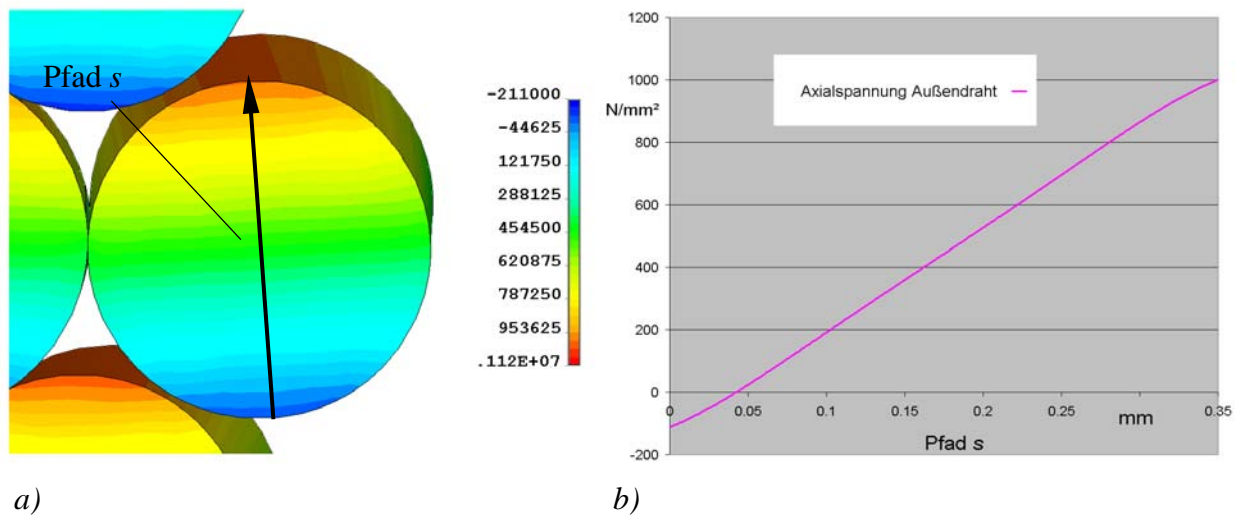 Pfad s
-211000
-44625
121750
288125
454500
620875
787250
953625
.112E+07
a)
1200
1000
N/mm²
800
600
400
200
0
-200
Axialspannung Außendraht
0 0.05 0.1 0.15 0.2 0.25 mm 0.35
Pfad s
b)